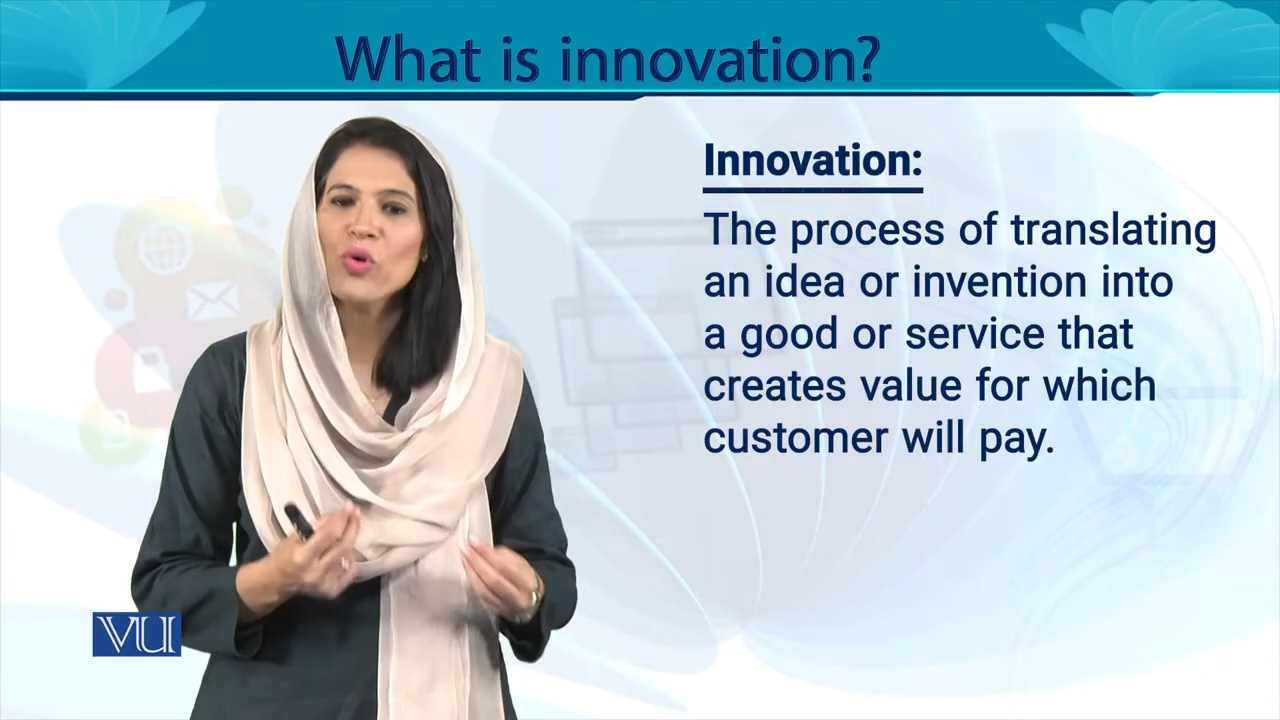 What is innovation?
Innovation:
The process of translating
an idea or invention into
a good or service that
creates value for which
customer will pay.
VU